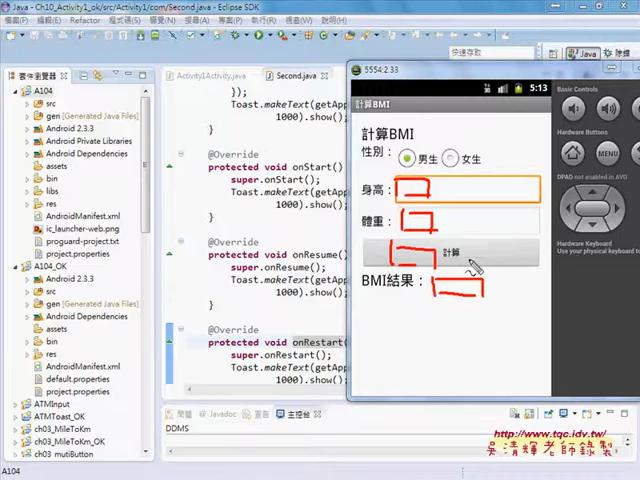 Java - Ch10_Activity1_ok/src/Activity1/com/Second.java - Eclipse SDK
Refactor
快速存取
Java
套件瀏覽器
A104
src
gen [Generated Java Files]
Android 2.3.3
Android Private Libraries
Android Dependencies
assets
bin
libs
res
AndroidManifest.xml
ic_launcher-web.png
proguard-project.txt
project.properties
A104_OK
Android 2.3.3
src
gen [Generated Java Files]
Android Dependencies
assets
bin
res
AndroidManifest.xml
default.properties
project.properties
ATMInput
ATMToast_OK
ch03_MileToKm
ch03_MileToKm_OK
ch03_mutiButton
A104
Activity1Activity.java
Second.java
});
Toast.makeText(getApp
1000).show();
}
@Override
protected void onStart()
super.onStart();
Toast.makeText(getApp
1000).show();
}
@Override
protected void onResume()
super.onResume();
Toast.makeText(getApp
1000).show();
}
@Override
protected void onRestart(
super.onRestart();
Toast.makeText(getApp
1000).show();
問題
Javadoc
宣告
主控台
DDMS
5554:2.33
5:13
計算BMI
計算BMI
性別：
男生
女生
身高：
體重：
計算
BMI結果：
Basic Controls
Hardware Buttons
MENU
DPAD not enabled in AVD
Hardware Keyboard
Use your physical keyboard to
http://www.tqc.idv.tw/
吳清輝老師錄製